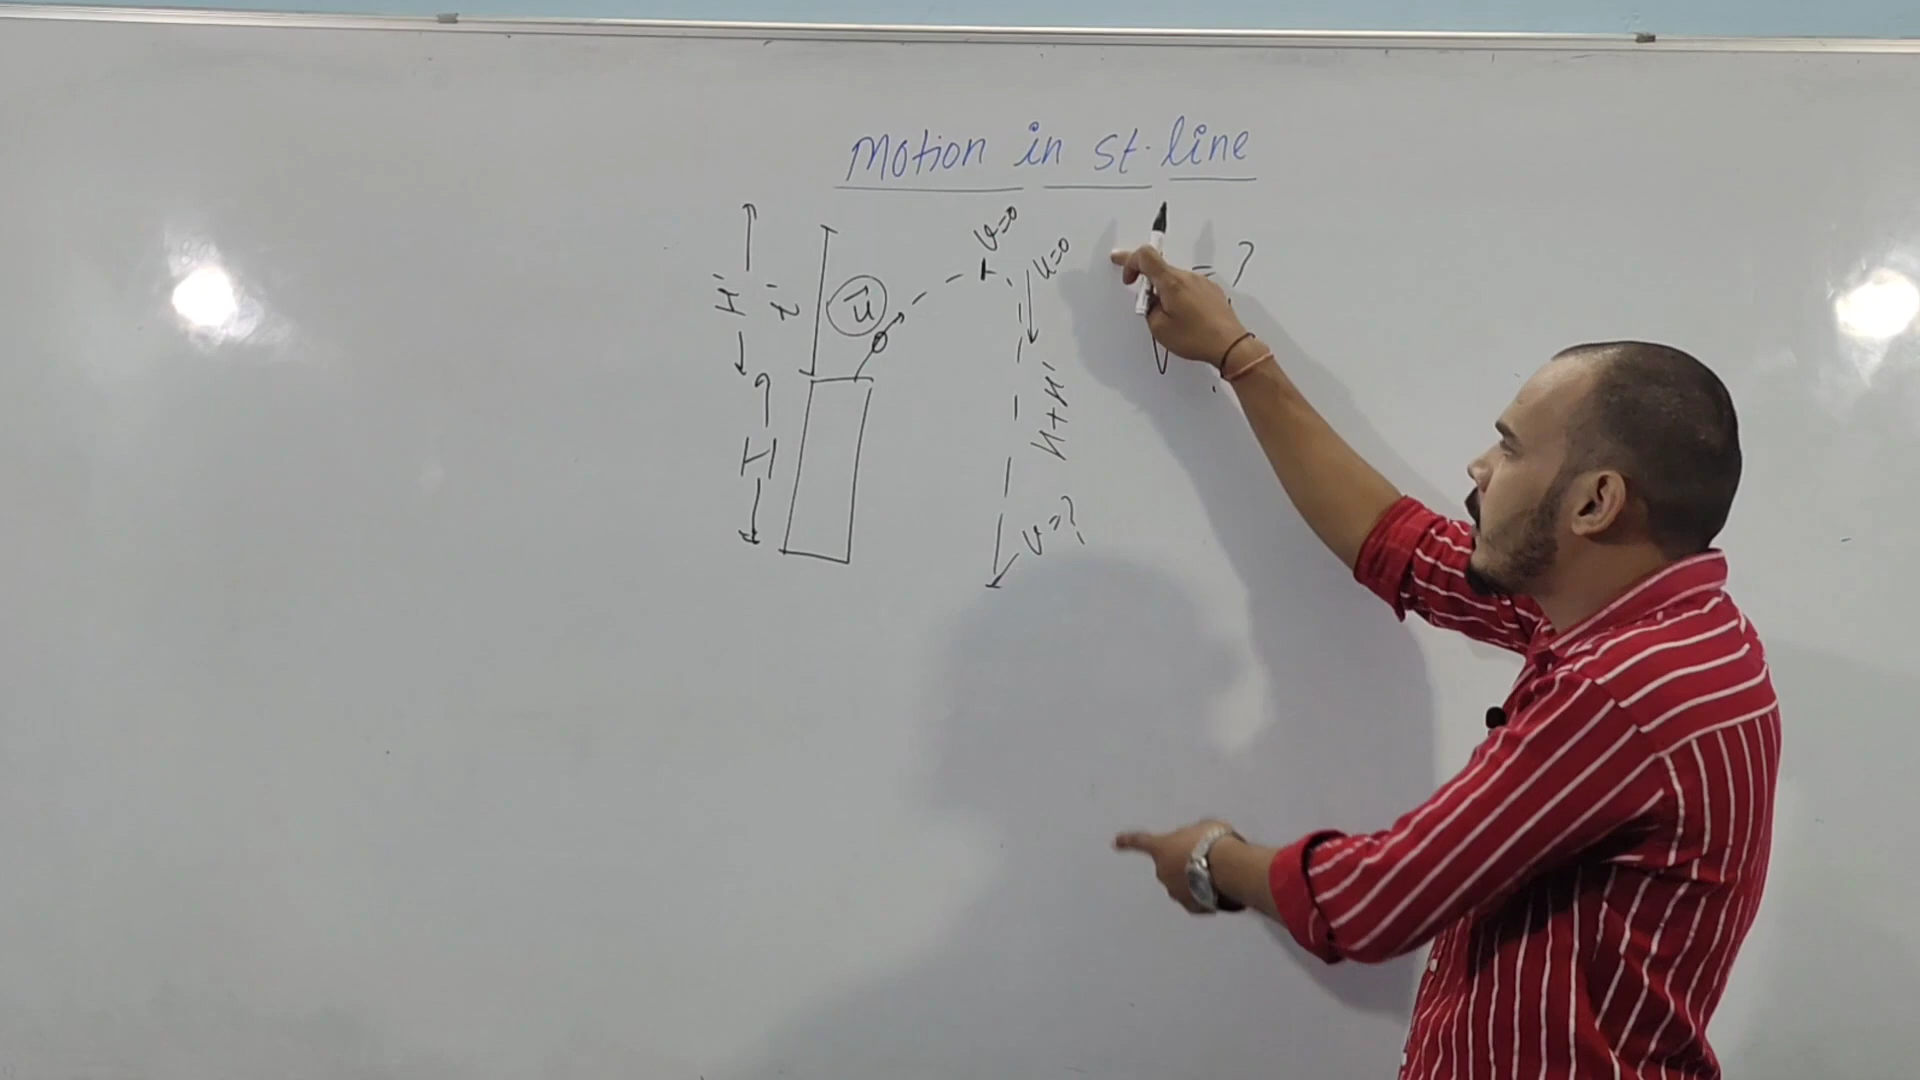 Motion in st. line
v=0
u=0
H'
t'
u
= ?
H+H'
H
v=?